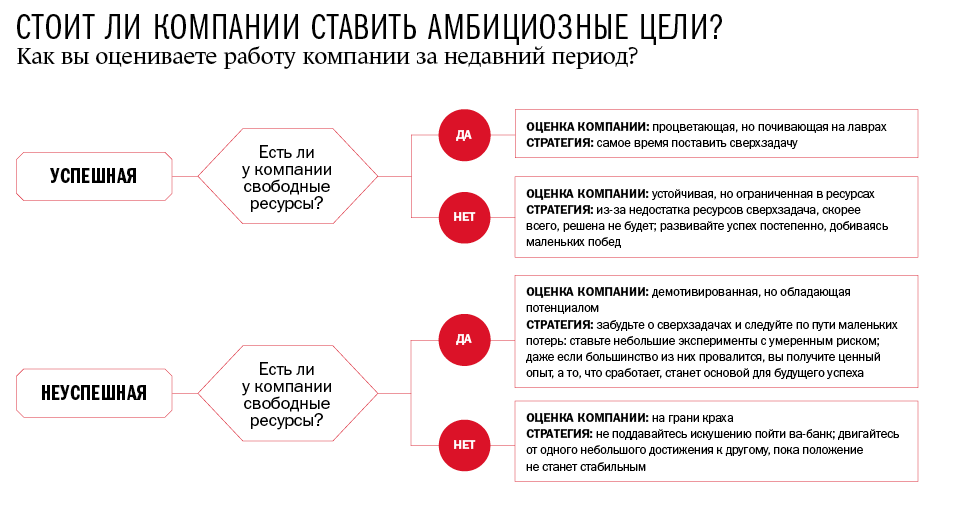 СТОИТ ЛИ КОМПАНИИ СТАВИТЬ АМБИЦИОЗНЫЕ ЦЕЛИ?
Как вы оцениваете работу компании за недавний период?
УСПЕШНАЯ
Есть ли
у компании
свободные
ресурсы?
ДА
ОЦЕНКА КОМПАНИИ: процветающая, но почивающая на лаврах
СТРАТЕГИЯ: самое время поставить сверхзадачу
НЕТ
ОЦЕНКА КОМПАНИИ: устойчивая, но ограниченная в ресурсах
СТРАТЕГИЯ: из-за недостатка ресурсов сверхзадача, скорее
всего, решена не будет; развивайте успех постепенно, добиваясь
маленьких побед
НЕУСПЕШНАЯ
Есть ли
у компании
свободные
ресурсы?
ДА
ОЦЕНКА КОМПАНИИ: демотивированная, но обладающая
потенциалом
СТРАТЕГИЯ: забудьте о сверхзадачах и следуйте по пути маленьких
потерь: ставьте небольшие эксперименты с умеренным риском;
даже если большинство из них провалится, вы получите ценный
опыт, а то, что сработает, станет основой для будущего успеха
НЕТ
ОЦЕНКА КОМПАНИИ: на грани краха
СТРАТЕГИЯ: не поддавайтесь искушению пойти ва-банк; двигайтесь
от одного небольшого достижения к другому, пока положение
не станет стабильным